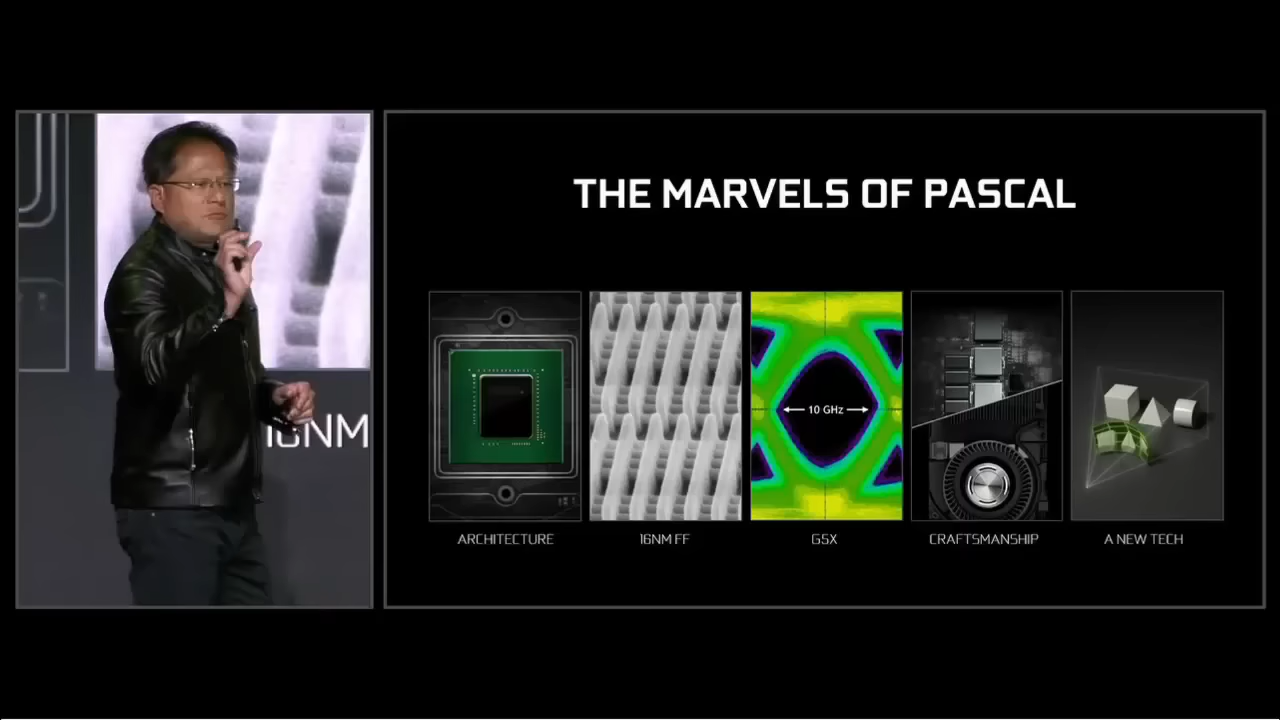 THE MARVELS OF PASCAL
10 GHz
ARCHITECTURE
16NM FF
G5X
CRAFTSMANSHIP
A NEW TECH
16NM